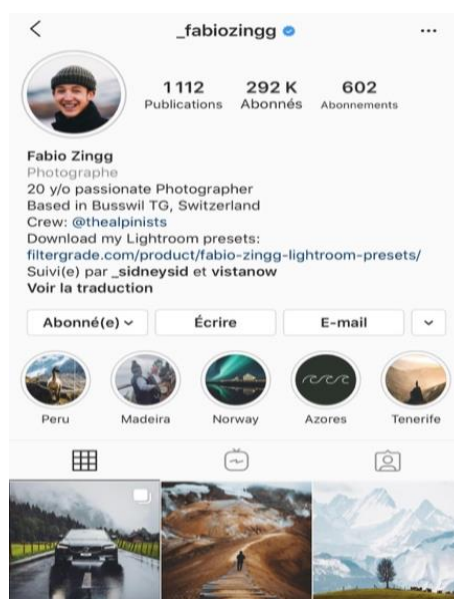 _fabiozingg
1 112 292 K 602
Publications Abonnés Abonnements
Fabio Zingg
Photographe
20 y/o passionate Photographer
Based in Busswil TG, Switzerland
Crew: @thealpinists
Download my Lightroom presets:
filtergrade.com/product/fabio-zingg-lightroom-presets/
Suivi(e) par _sidneysid et vistanow
Voir la traduction
Abonné(e) Écrire E-mail
Peru Madeira Norway Azores Tenerife